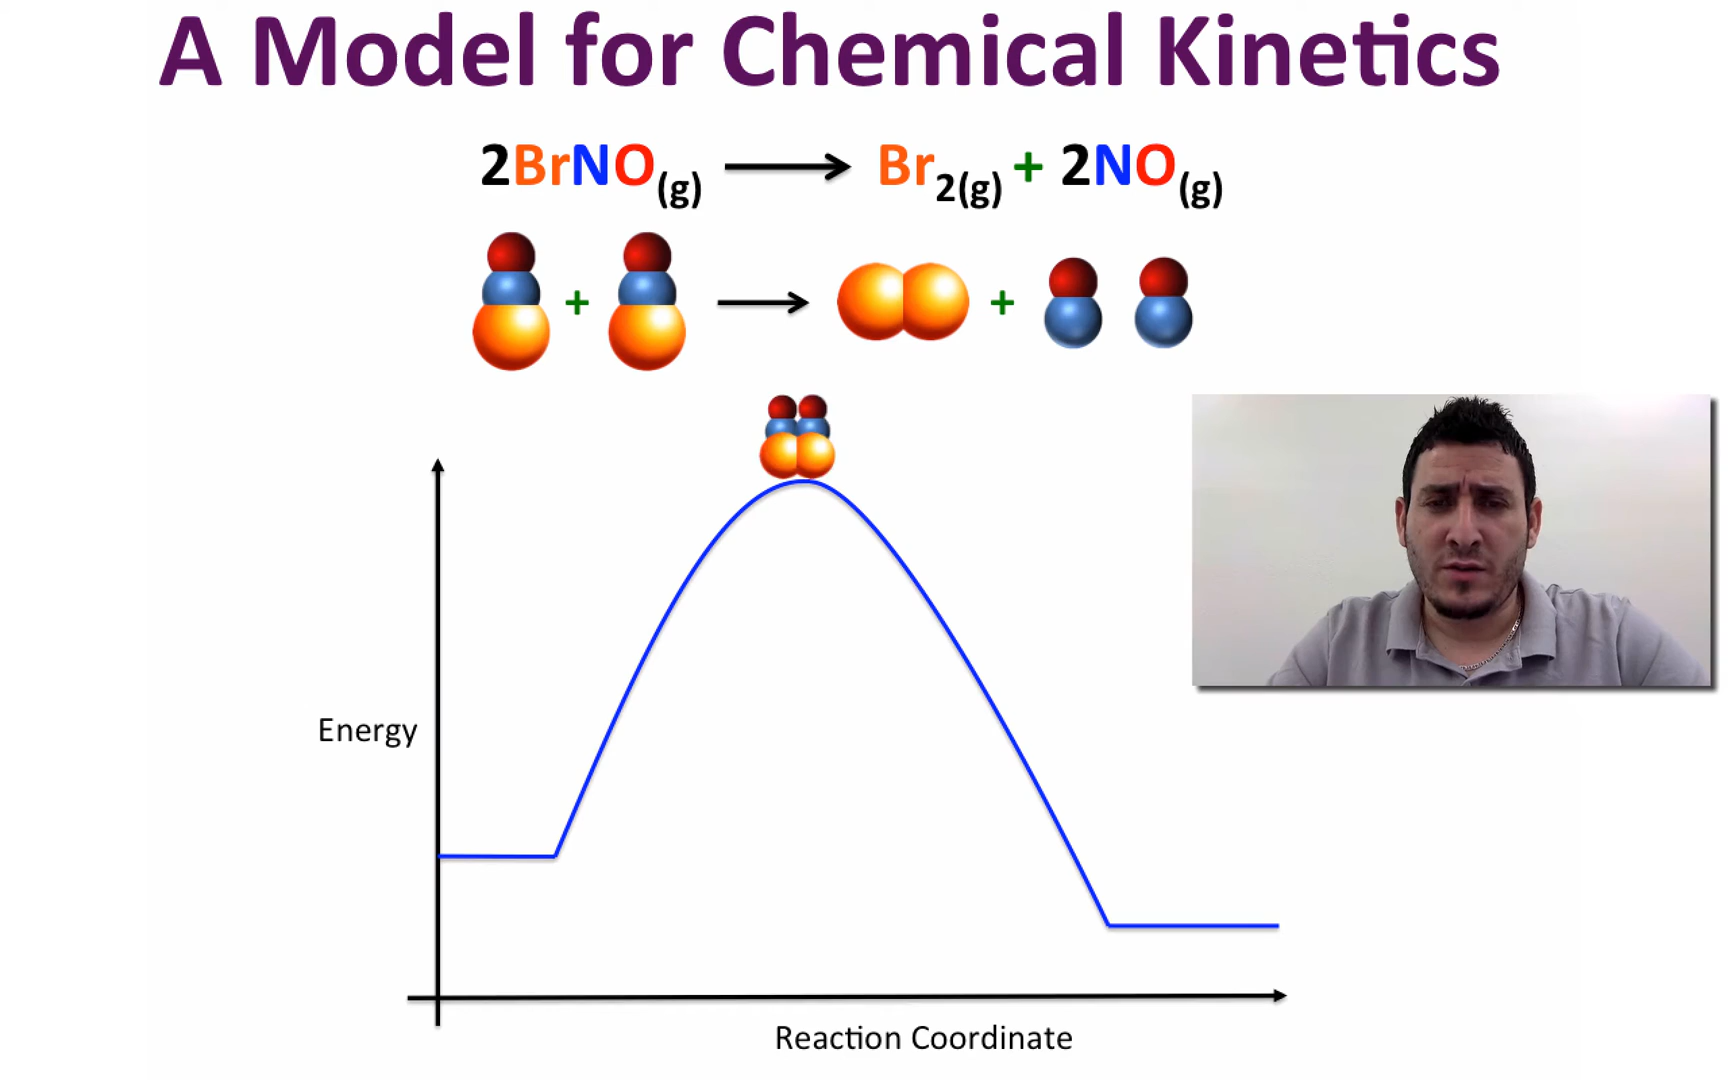 A Model for Chemical Kinetics
2BrNO(g) ⟶ Br2(g) + 2NO(g)
+ ⟶ +
Energy
Reaction Coordinate